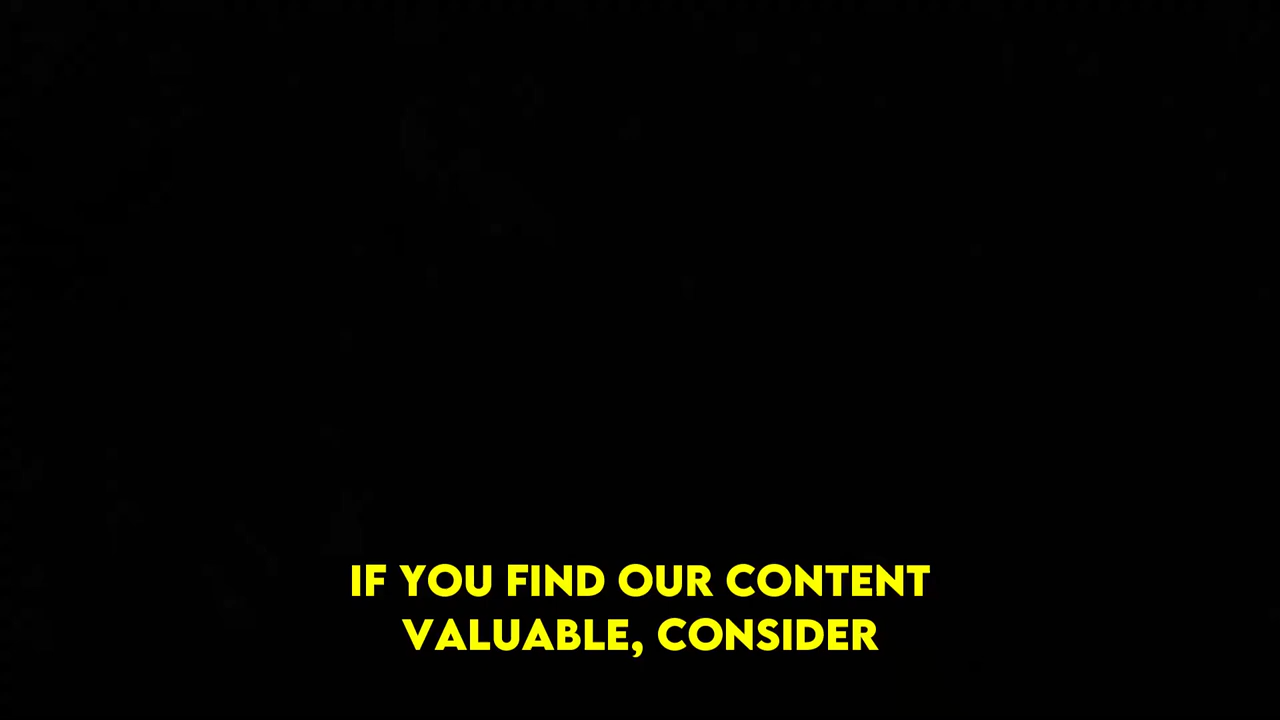 IF YOU FIND OUR CONTENT
VALUABLE, CONSIDER